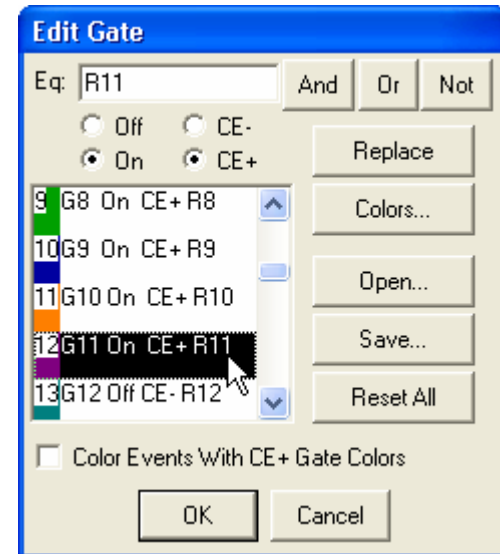 Edit Gate
Eq: R11 And Or Not
Off CE-
On CE+
Replace
9 G8 On CE+ R8
Colors...
10 G9 On CE+ R9
Open...
11 G10 On CE+ R10
Save...
12 G11 On CE+ R11
13 G12 Off CE- R12
Reset All
Color Events With CE+ Gate Colors
OK Cancel